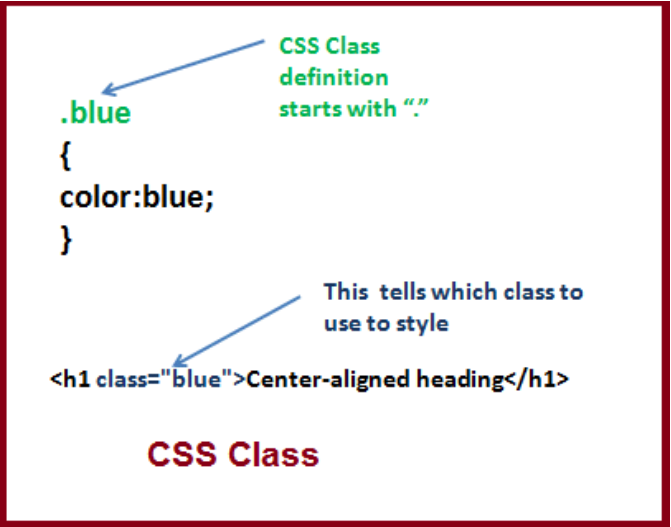 CSS Class
definition
starts with “.”
.blue
{
color:blue;
}
This tells which class to
use to style
<h1 class="blue">Center-aligned heading</h1>
CSS Class